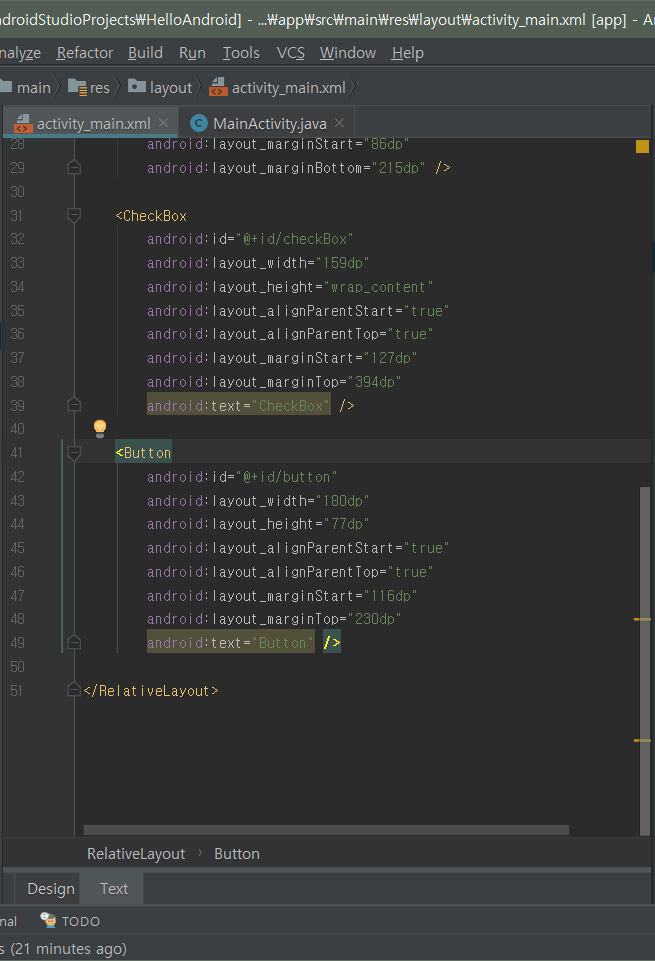 ndroidStudioProjects₩HelloAndroid] - ...₩app₩src₩main₩res₩layout₩activity_main.xml [app] - A
nalyze Refactor Build Run Tools VCS Window Help
main res layout activity_main.xml
activity_main.xml MainActivity.java
28 android:layout_marginStart="86dp"
29 android:layout_marginBottom="215dp" />
30
31 <CheckBox
32 android:id="@+id/checkBox"
33 android:layout_width="159dp"
34 android:layout_height="wrap_content"
35 android:layout_alignParentStart="true"
36 android:layout_alignParentTop="true"
37 android:layout_marginStart="127dp"
38 android:layout_marginTop="394dp"
39 android:text="CheckBox" />
40
41 <Button
42 android:id="@+id/button"
43 android:layout_width="180dp"
44 android:layout_height="77dp"
45 android:layout_alignParentStart="true"
46 android:layout_alignParentTop="true"
47 android:layout_marginStart="116dp"
48 android:layout_marginTop="230dp"
49 android:text="Button" />
50
51 </RelativeLayout>
RelativeLayout › Button
Design Text
nal TODO
s (21 minutes ago)